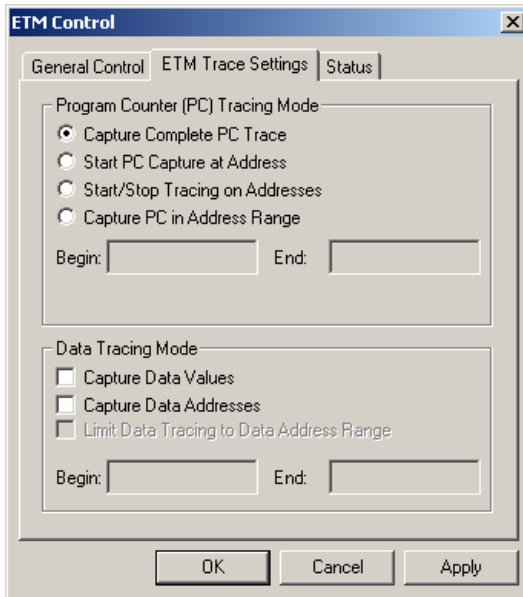 ETM Control
General Control ETM Trace Settings Status
Program Counter (PC) Tracing Mode
Capture Complete PC Trace
Start PC Capture at Address
Start/Stop Tracing on Addresses
Capture PC in Address Range
Begin: End:
Data Tracing Mode
Capture Data Values
Capture Data Addresses
Limit Data Tracing to Data Address Range
Begin: End:
OK Cancel Apply